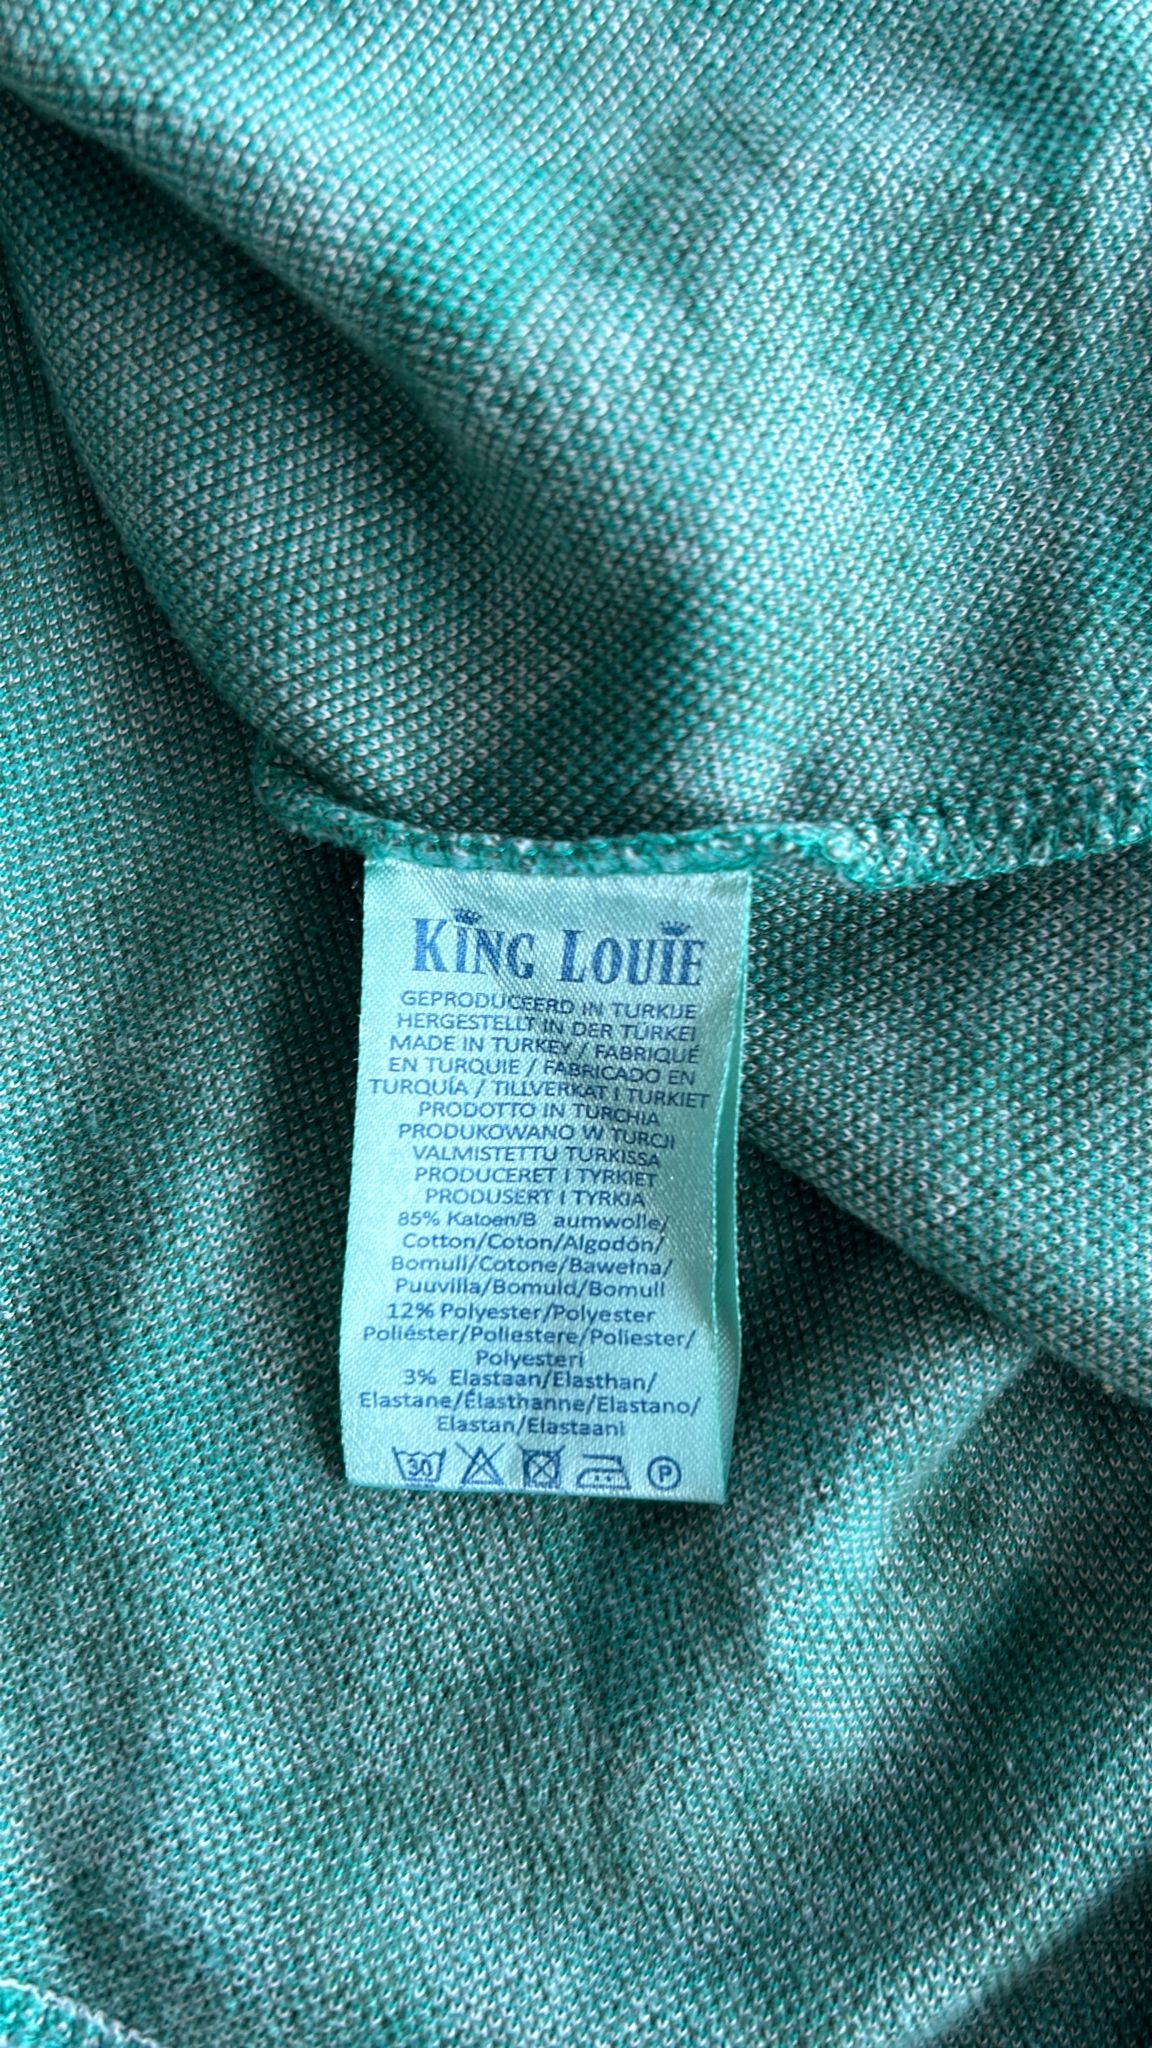 KING LOUIE
GEPRODUCEERD IN TURKIJE
HERGESTELLT IN DER TÜRKEI
MADE IN TURKEY / FABRIQUÉ
EN TURQUIE / FABRICADO EN
TURQUÍA / TILLVERKAT I TURKIET
PRODOTTO IN TURCHIA
PRODUKOWANO W TURCJI
VALMISTETTU TURKISSA
PRODUCERET I TYRKIET
PRODUSERT I TYRKIA
85% Katoen/B aumwolle/
Cotton/Coton/Algodón/
Bomull/Cotone/Bawełna/
Puuvilla/Bomuld/Bomull
12% Polyester/Polyester
Poliéster/Poliestere/Poliester/
Polyesteri
3% Elastaan/Elasthan/
Elastane/Élasthanne/Elastano/
Elastan/Elastaani
30 P